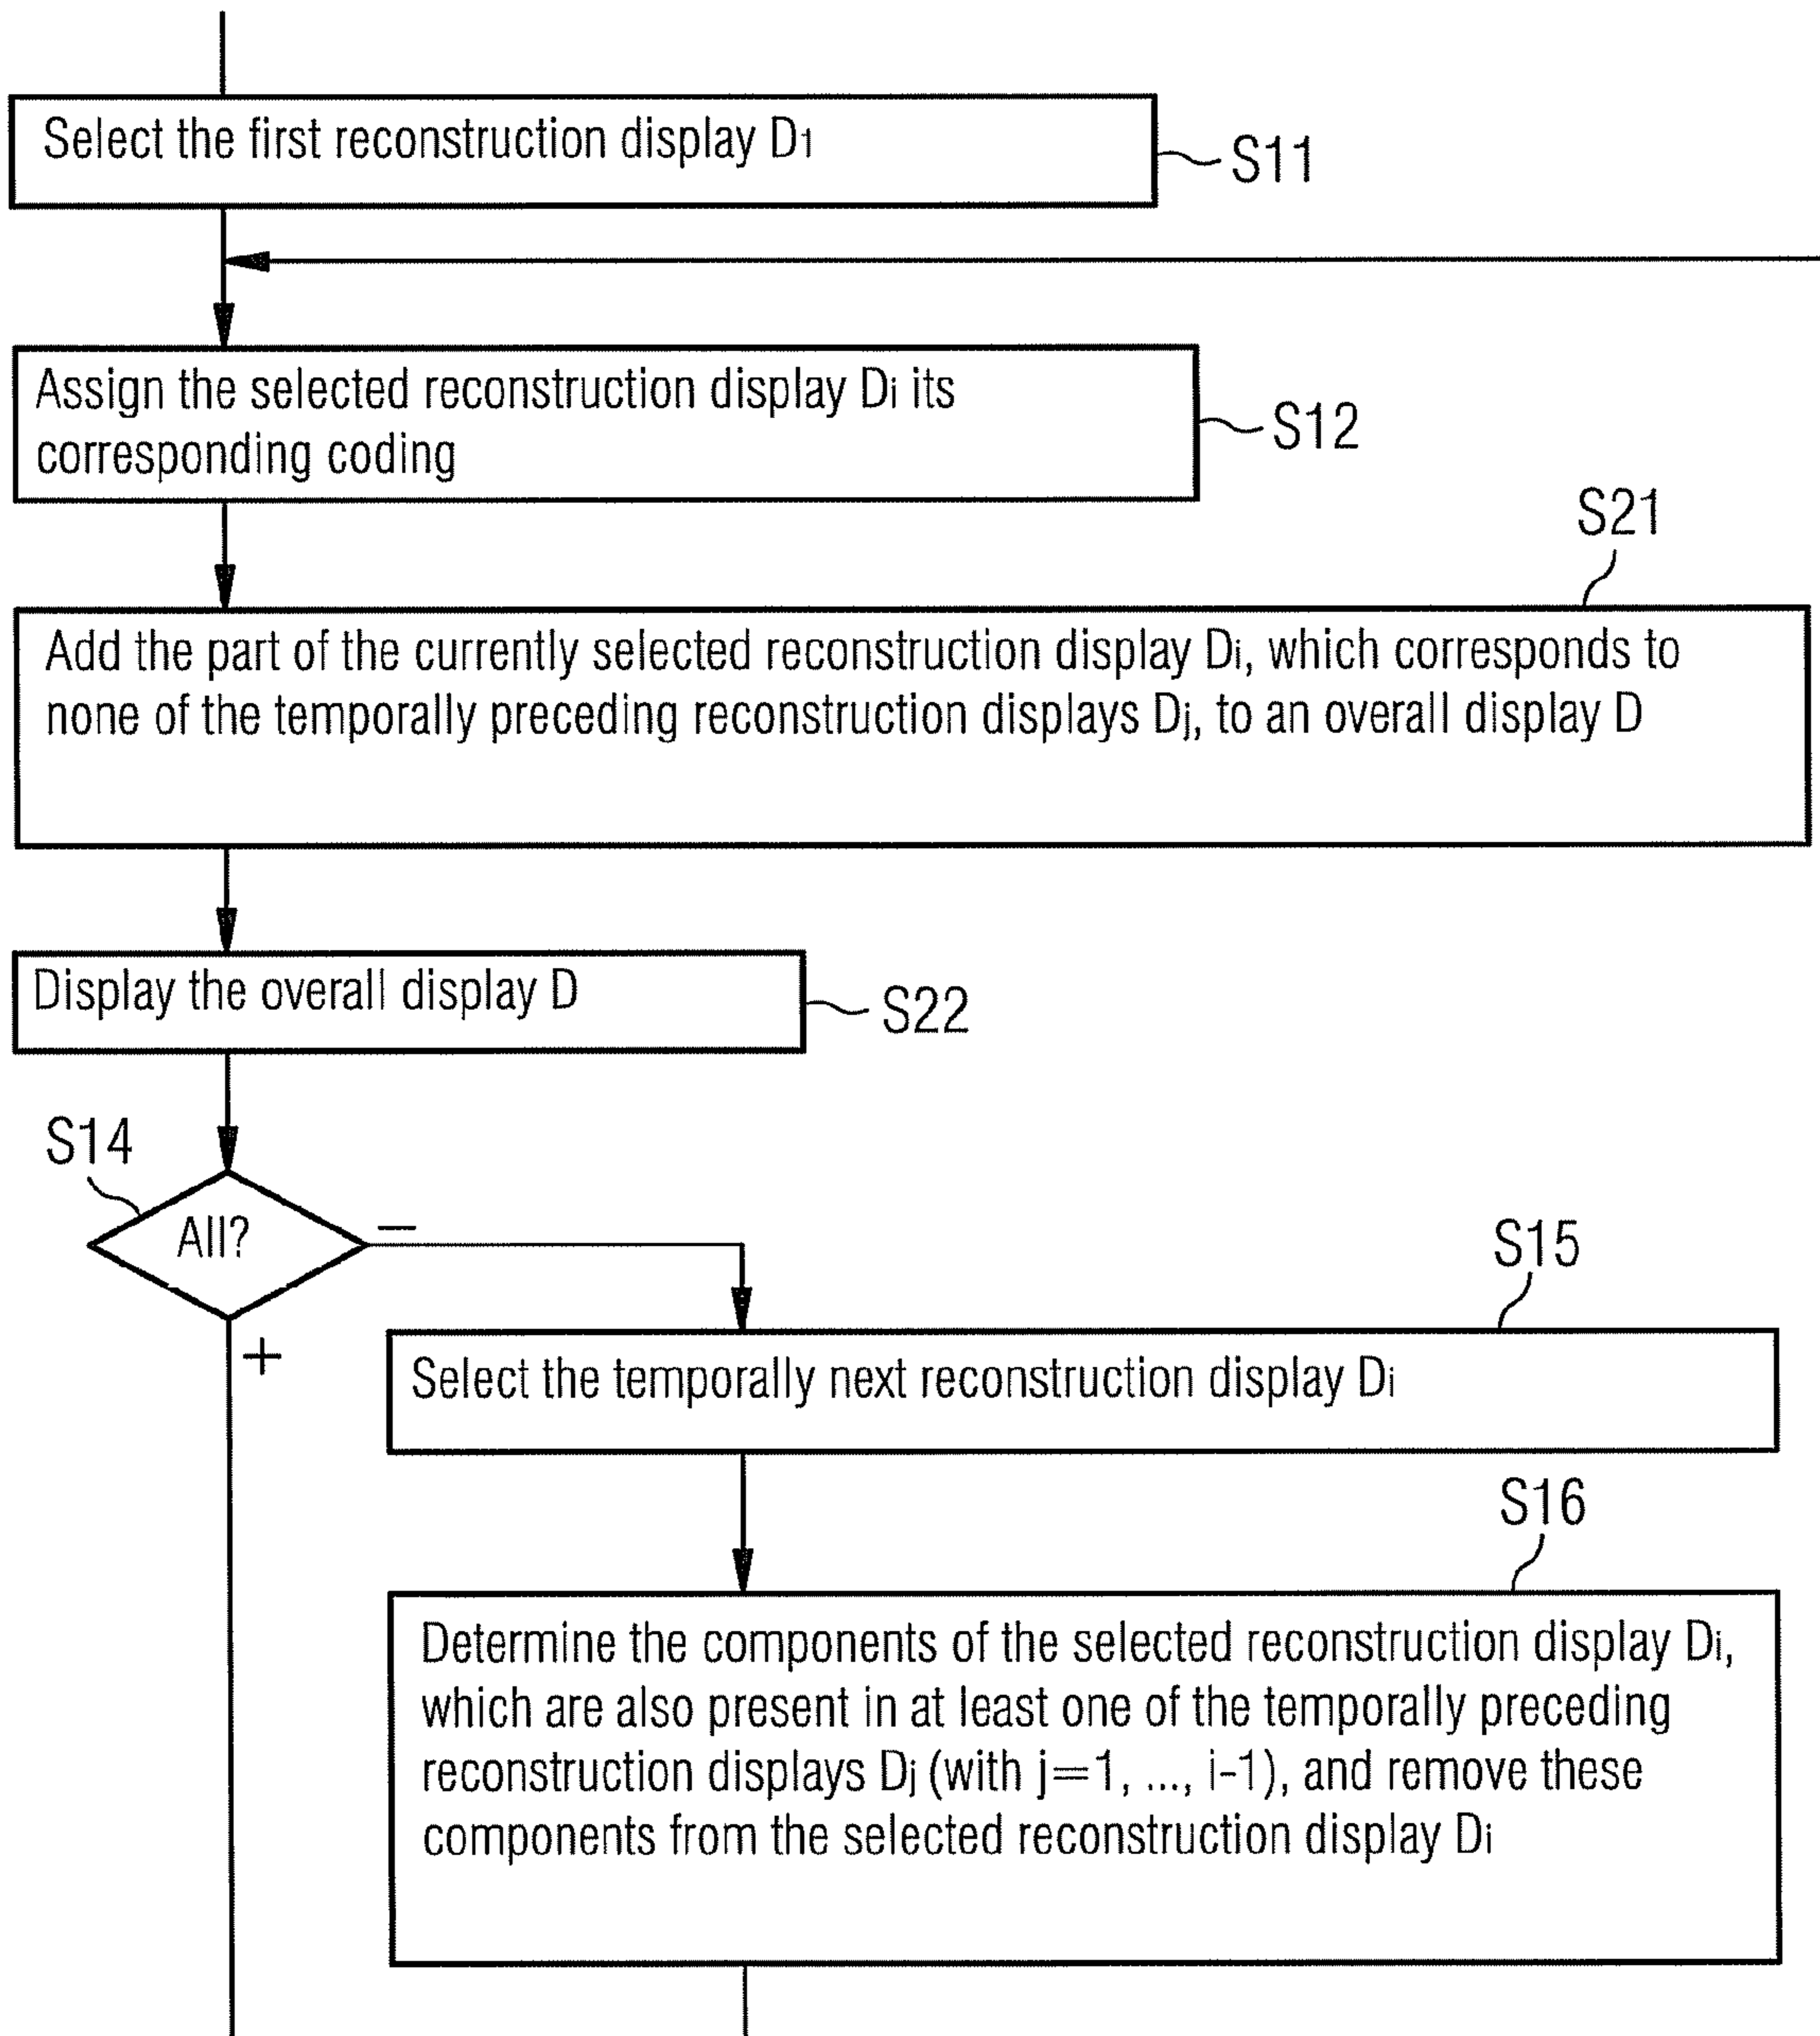 Select the first reconstruction display D1
S11
Assign the selected reconstruction display Di its
corresponding coding
S12
S21
Add the part of the currently selected reconstruction display Di, which corresponds to
none of the temporally preceding reconstruction displays Dj, to an overall display D
Display the overall display D
S22
S14
All?
—
+
S15
Select the temporally next reconstruction display Di
S16
Determine the components of the selected reconstruction display Di,
which are also present in at least one of the temporally preceding
reconstruction displays Dj (with j=1, ..., i-1), and remove these
components from the selected reconstruction display Di